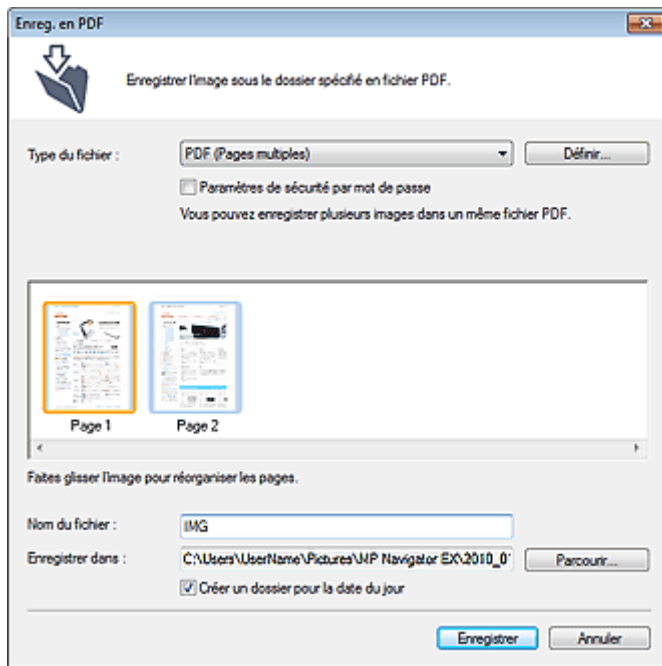 Enreg. en PDF
Enregistrer l'image sous le dossier spécifié en fichier PDF.
Type du fichier :
PDF (Pages multiples)
Définir...
Paramètres de sécurité par mot de passe
Vous pouvez enregistrer plusieurs images dans un même fichier PDF.
Page 1
Page 2
Faites glisser l'image pour réorganiser les pages.
Nom du fichier :
IMG
Enregistrer dans :
C:\Users\UserName\Pictures\MP Navigator EX\2010_0
Parcourir...
Créer un dossier pour la date du jour
Enregistrer
Annuler